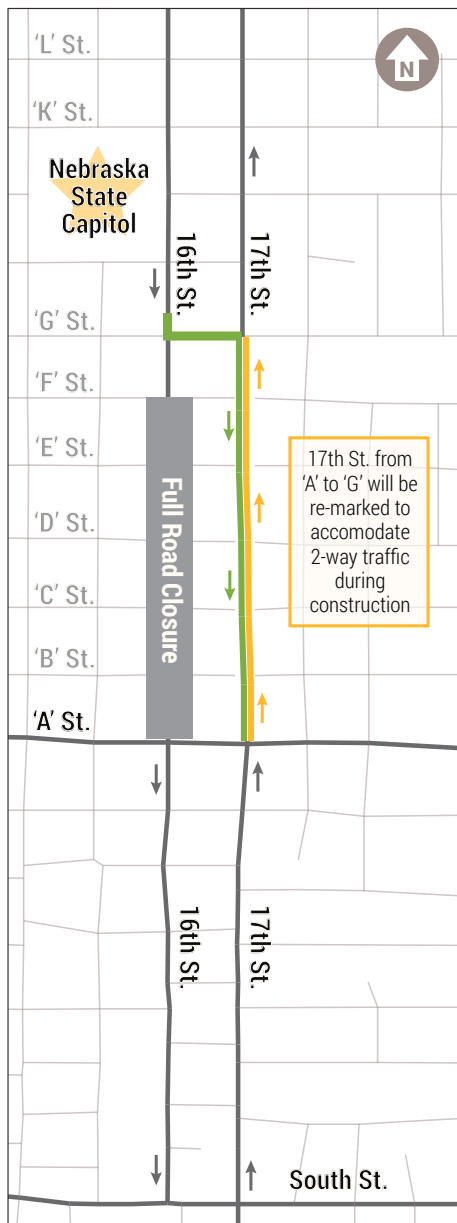 'L' St.
N
'K' St.
Nebraska
State
Capitol
16th St.
17th St.
'G' St.
'F' St.
'E' St.
'D' St.
'C' St.
'B' St.
'A' St.
Full Road Closure
17th St. from
'A' to 'G' will be
re-marked to
accomodate
2-way traffic
during
construction
16th St.
17th St.
South St.